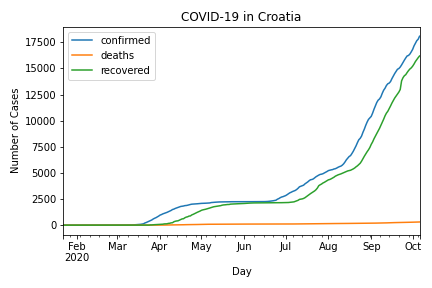 COVID-19 in Croatia
confirmed
deaths
recovered
17500
15000
12500
10000
7500
5000
2500
0
Number of Cases
Feb Mar Apr May Jun Jul Aug Sep Oct
2020
Day